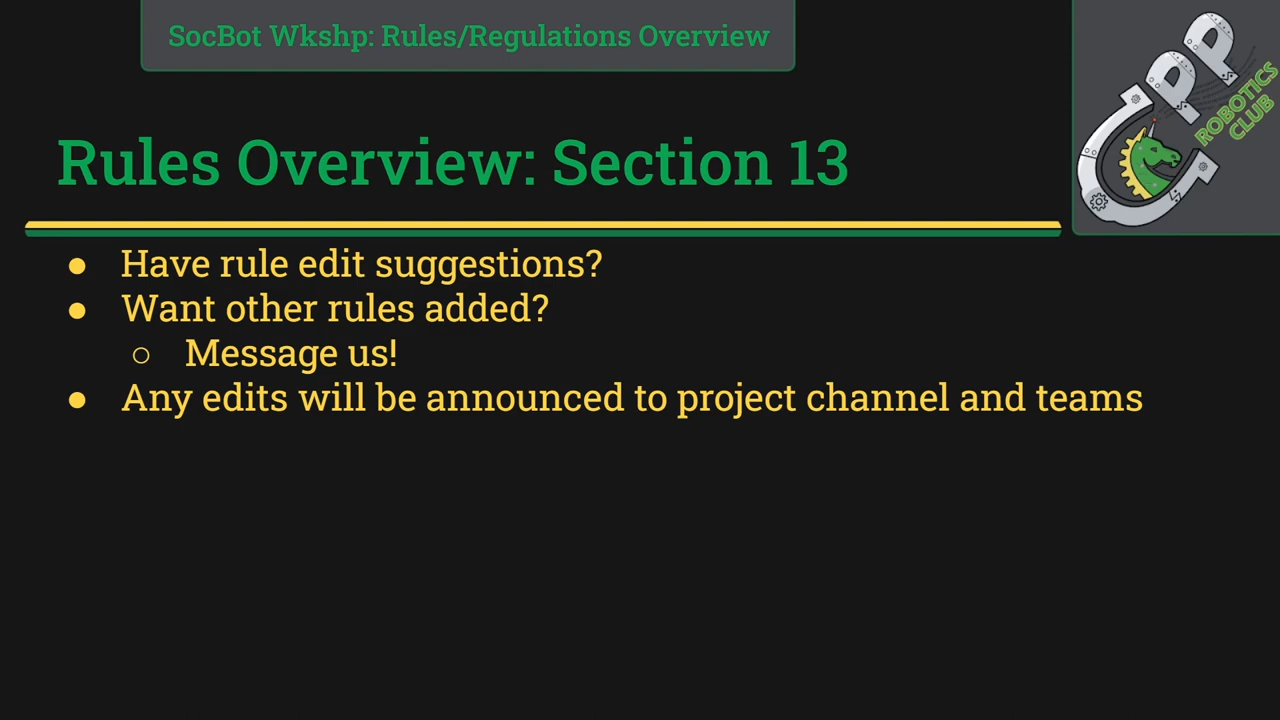 SocBot Wkshp: Rules/Regulations Overview
CPP
ROBOTICS
CLUB
Rules Overview: Section 13
● Have rule edit suggestions?
● Want other rules added?
○ Message us!
● Any edits will be announced to project channel and teams